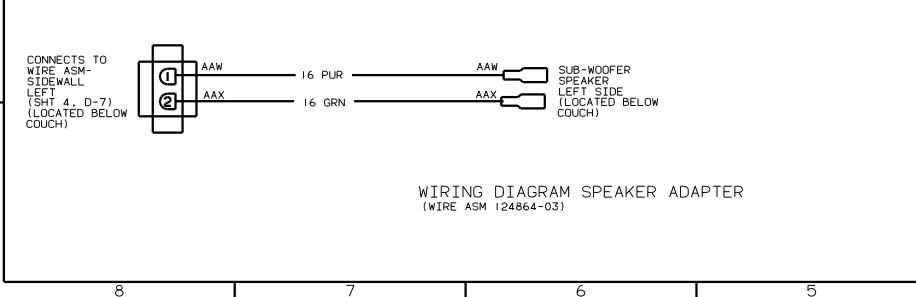 CONNECTS TO
WIRE ASM-
SIDEWALL
LEFT
(SHT 4, D-7)
(LOCATED BELOW
COUCH)
1
2
AAW
16 PUR
AAW
AAX
16 GRN
AAX
SUB-WOOFER
SPEAKER
LEFT SIDE
(LOCATED BELOW
COUCH)
WIRING DIAGRAM SPEAKER ADAPTER
(WIRE ASM 124864-03)
8 7 6 5